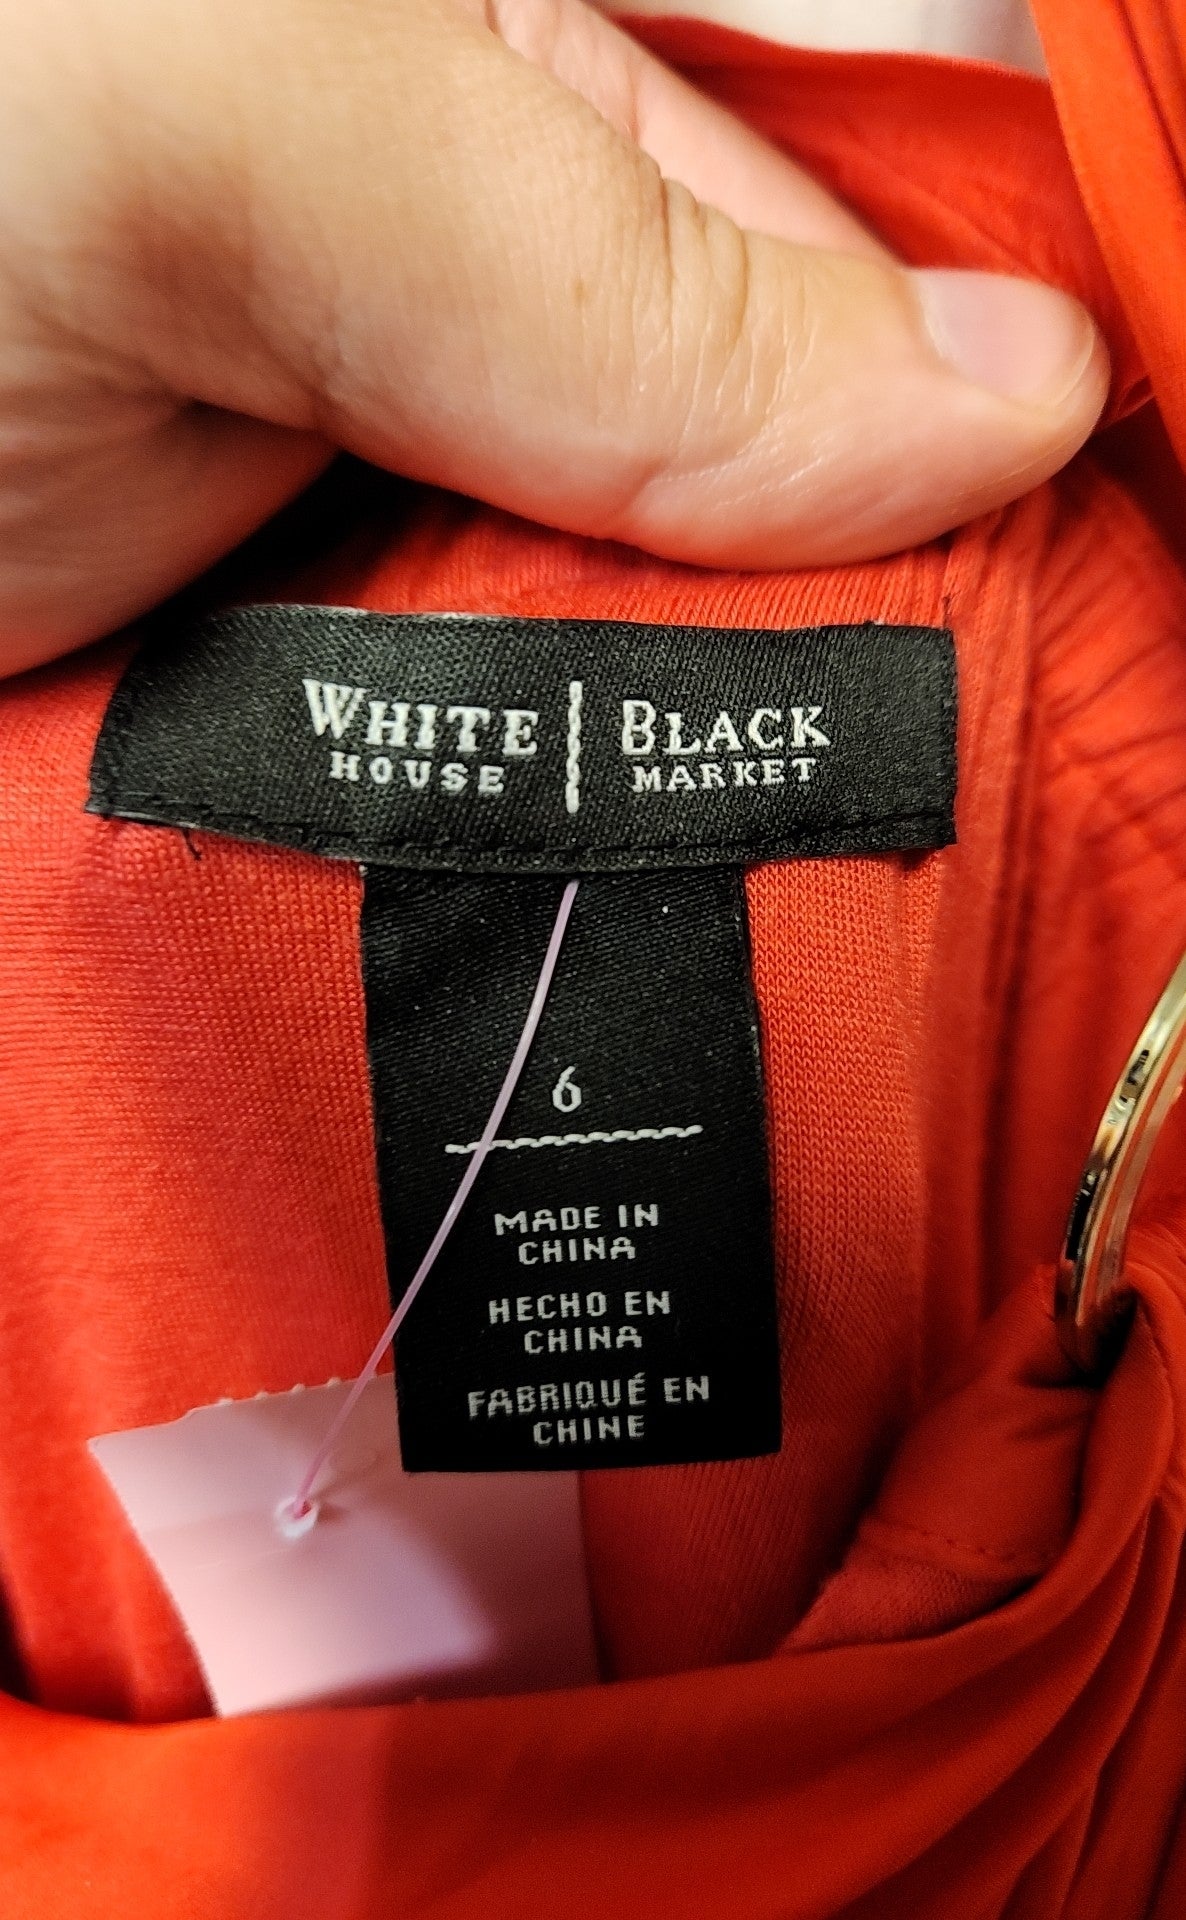 WHITE HOUSE | BLACK MARKET
6
MADE IN
CHINA
HECHO EN
CHINA
FABRIQUÉ EN
CHINE